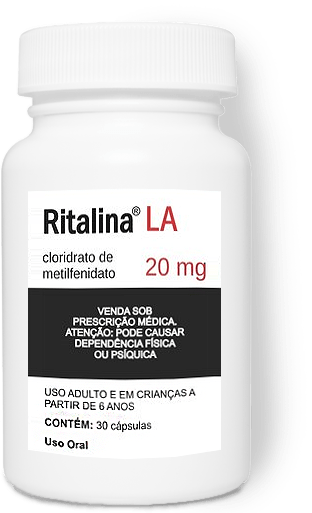 Ritalina® LA
cloridrato de
metilfenidato
20 mg
VENDA SOB
PRESCRIÇÃO MÉDICA.
ATENÇÃO: PODE CAUSAR
DEPENDÊNCIA FÍSICA
OU PSÍQUICA
USO ADULTO E EM CRIANÇAS A
PARTIR DE 6 ANOS
CONTÉM: 30 cápsulas
Uso Oral